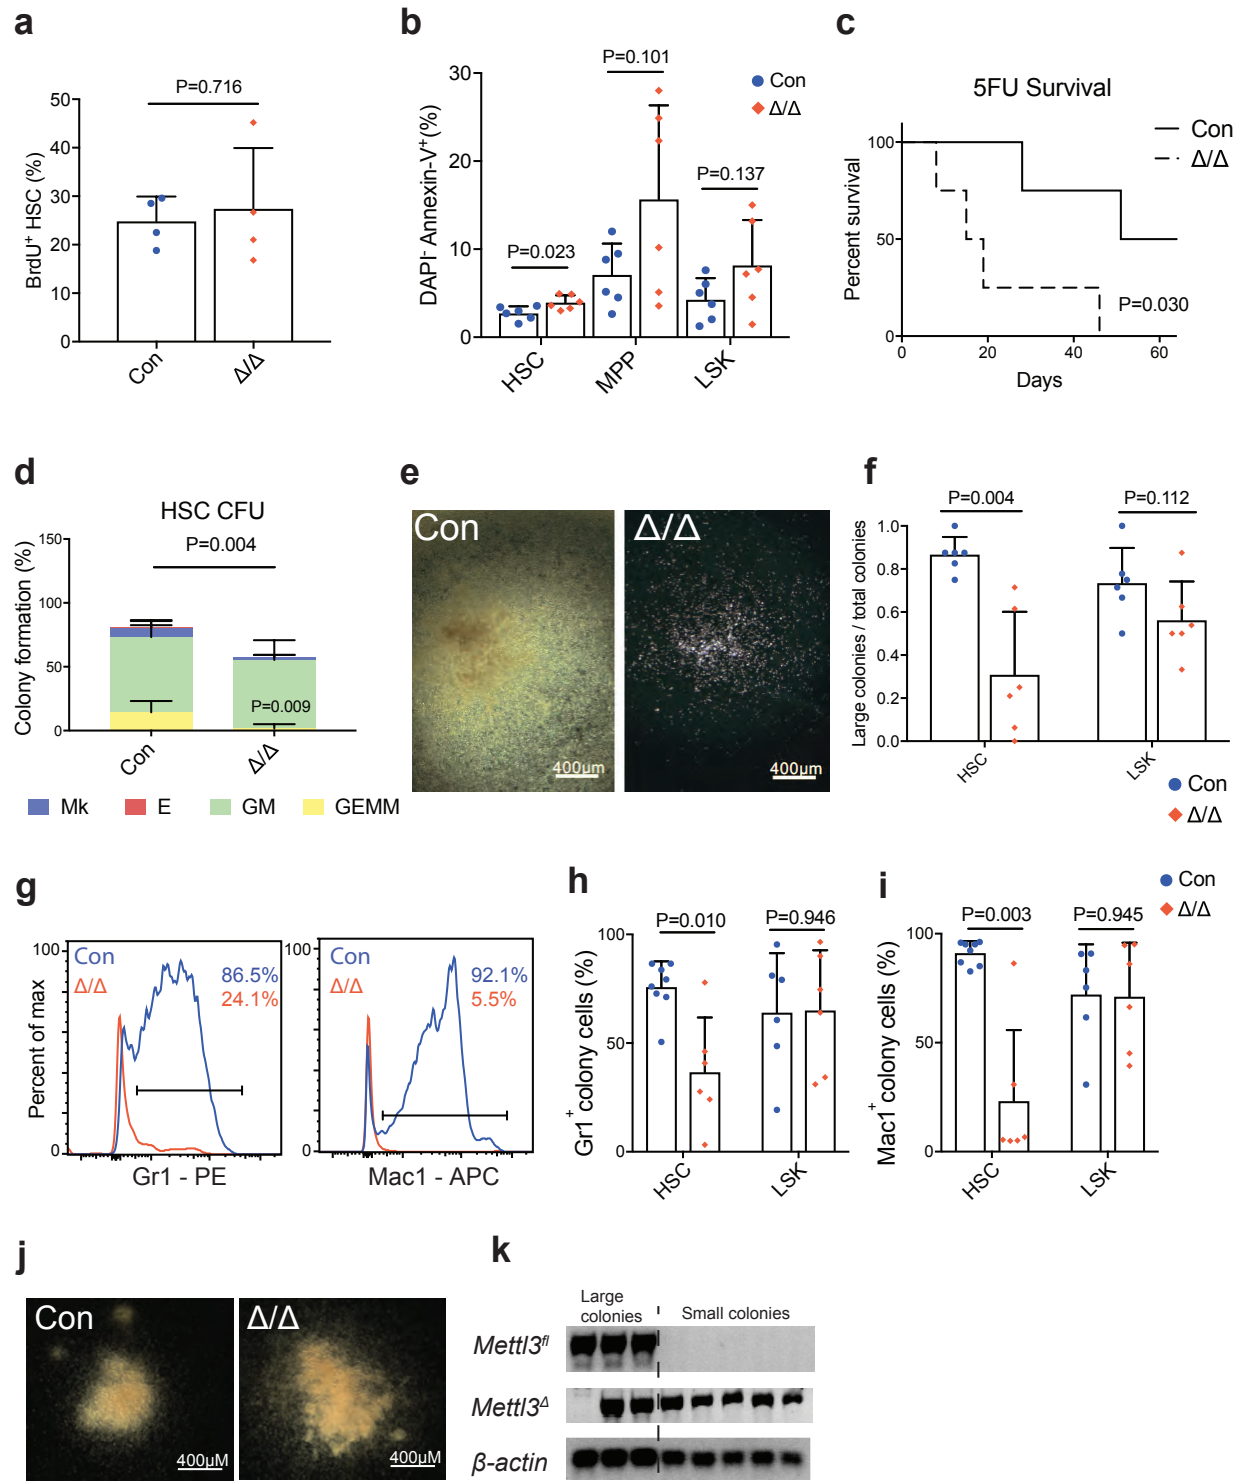 a
P=0.716
50
40
30
20
10
0
BrdU⁺ HSC (%)
Con
Δ/Δ
b
P=0.101
Con
Δ/Δ
P=0.137
P=0.023
30
20
10
0
DAPI⁻ Annexin-V⁺(%)
HSC
MPP
LSK
c
5FU Survival
Con
Δ/Δ
100
50
0
Percent survival
P=0.030
0
20
40
60
Days
d
HSC CFU
P=0.004
150
100
50
0
Colony formation (%)
P=0.009
Con
Δ/Δ
Mk
E
GM
GEMM
e
Con
400µm
Δ/Δ
400µm
f
P=0.004
P=0.112
1.0
0.8
0.6
0.4
0.2
0.0
Large colonies / total colonies
HSC
LSK
Con
Δ/Δ
g
100
0
Percent of max
Con
Δ/Δ
86.5%
24.1%
Gr1 - PE
100
0
Con
Δ/Δ
92.1%
5.5%
Mac1 - APC
h
P=0.010
P=0.946
100
50
0
Gr1⁺ colony cells (%)
HSC
LSK
i
Con
Δ/Δ
P=0.003
P=0.945
100
50
0
Mac1⁺ colony cells (%)
HSC
LSK
j
Con
400µM
Δ/Δ
400µM
k
Large
colonies
Small colonies
Mettl3ᶠˡ
Mettl3^Δ
β-actin